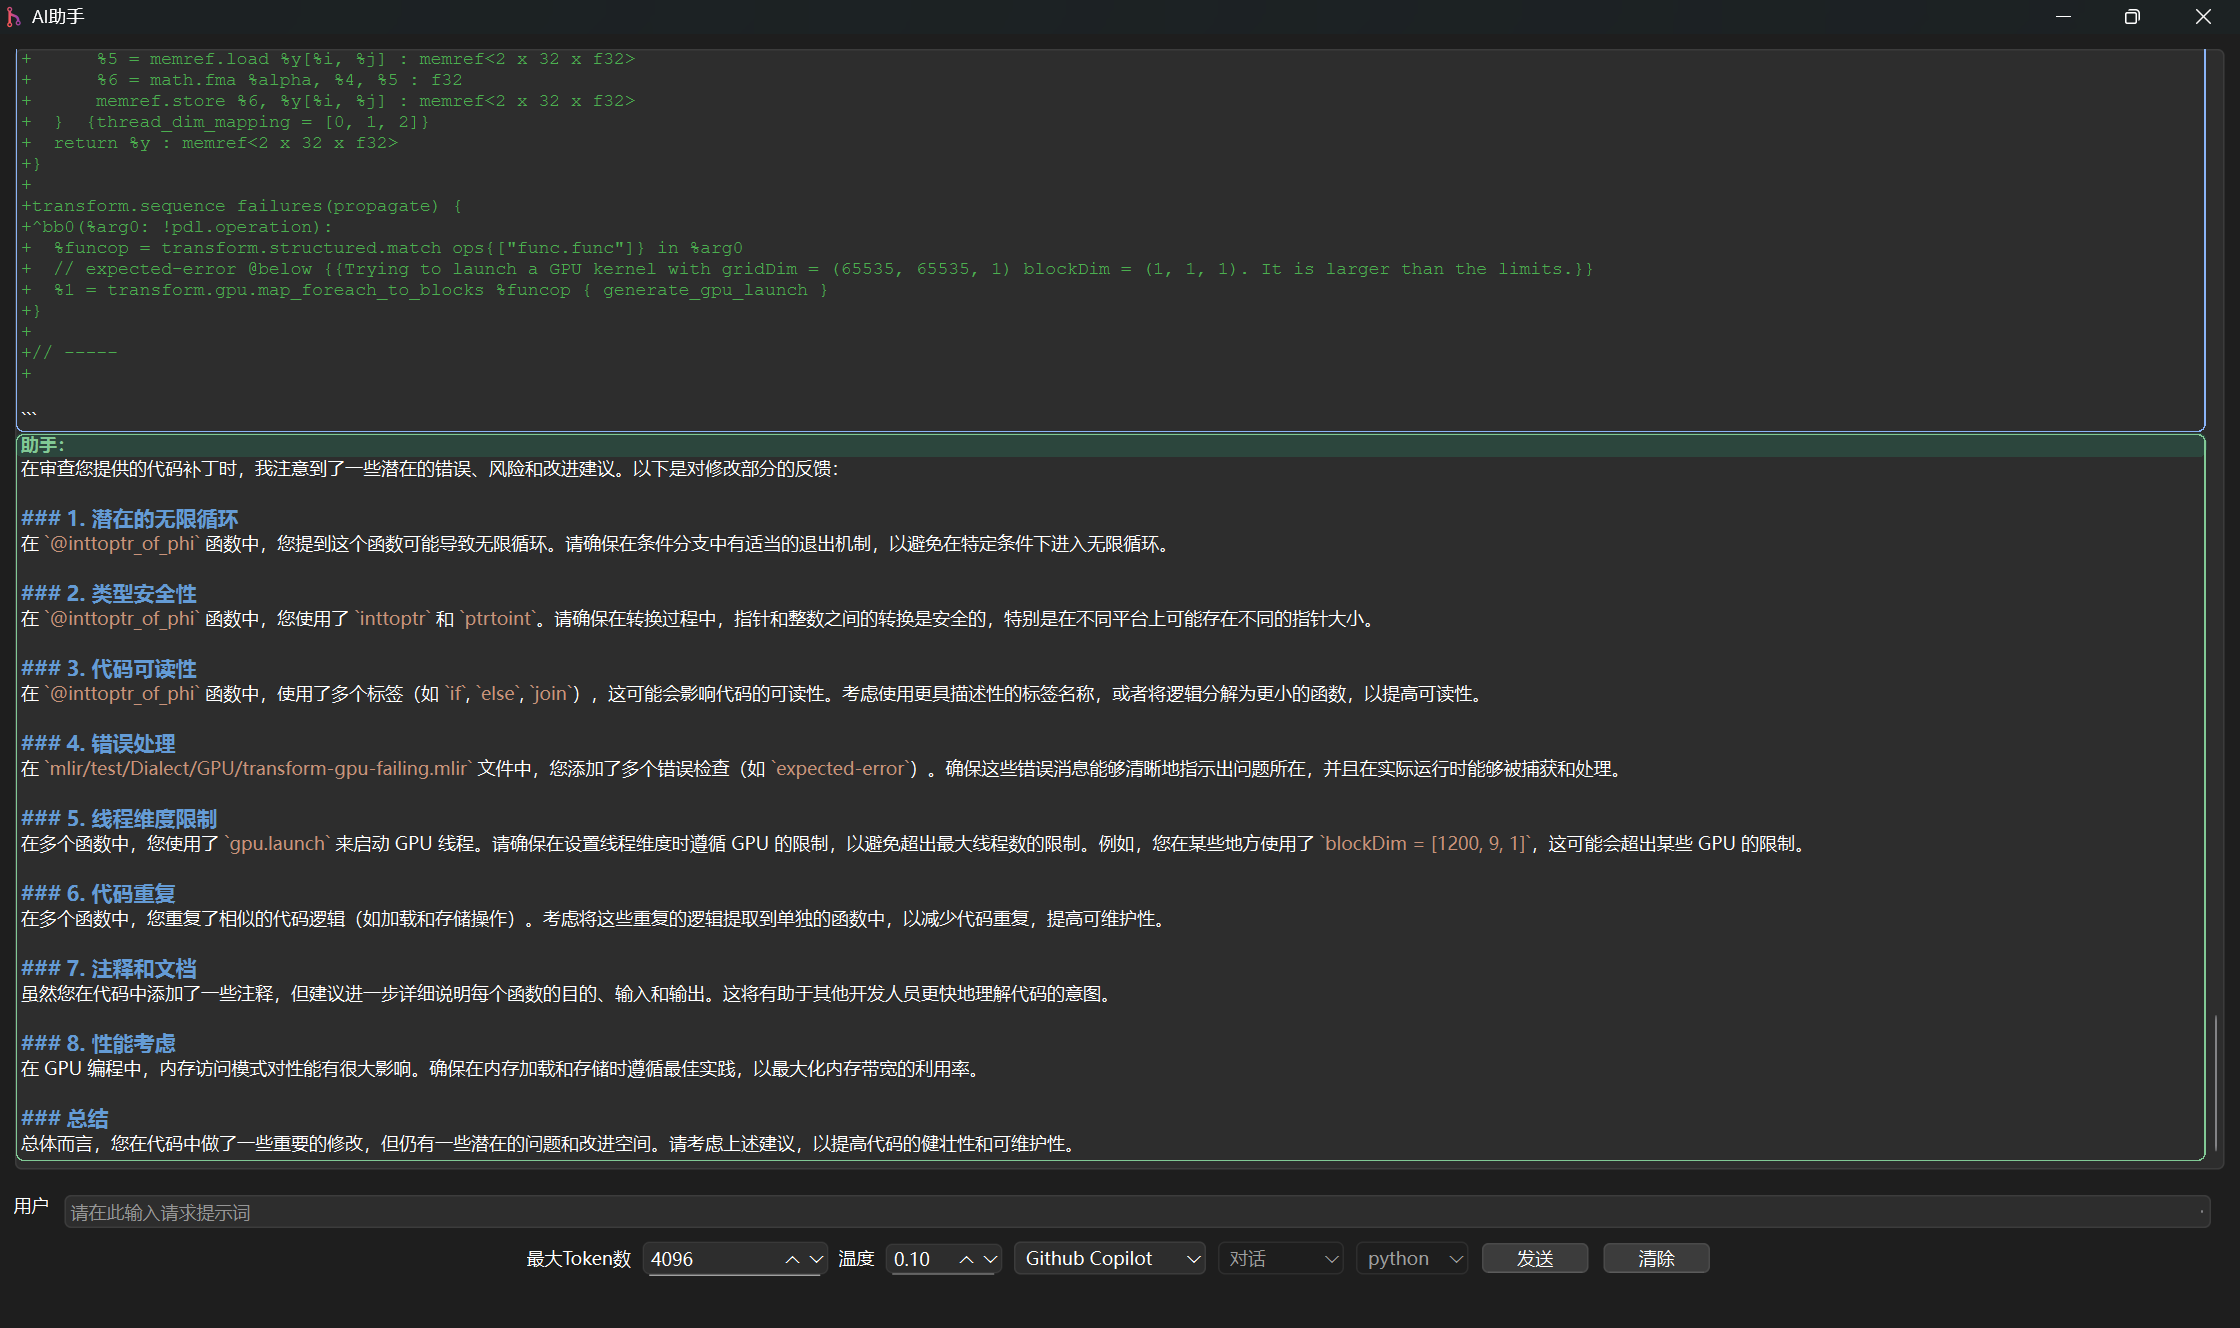 AI助手
+      %5 = memref.load %y[%i, %j] : memref<2 x 32 x f32>
+      %6 = math.fma %alpha, %4, %5 : f32
+      memref.store %6, %y[%i, %j] : memref<2 x 32 x f32>
+  }  {thread_dim_mapping = [0, 1, 2]}
+  return %y : memref<2 x 32 x f32>
+}
+
+transform.sequence failures(propagate) {
+^bb0(%arg0: !pdl.operation):
+  %funcop = transform.structured.match ops{["func.func"]} in %arg0
+  // expected-error @below {{Trying to launch a GPU kernel with gridDim = (65535, 65535, 1) blockDim = (1, 1, 1). It is larger than the limits.}}
+  %1 = transform.gpu.map_foreach_to_blocks %funcop { generate_gpu_launch }
+}
+
+// -----
+
```
助手:
在审查您提供的代码补丁时，我注意到了一些潜在的错误、风险和改进建议。以下是对修改部分的反馈：
### 1. 潜在的无限循环
在 `@inttoptr_of_phi` 函数中，您提到这个函数可能导致无限循环。请确保在条件分支中有适当的退出机制，以避免在特定条件下进入无限循环。
### 2. 类型安全性
在 `@inttoptr_of_phi` 函数中，您使用了 `inttoptr` 和 `ptrtoint`。请确保在转换过程中，指针和整数之间的转换是安全的，特别是在不同平台上可能存在不同的指针大小。
### 3. 代码可读性
在 `@inttoptr_of_phi` 函数中，使用了多个标签（如 `if`, `else`, `join`），这可能会影响代码的可读性。考虑使用更具描述性的标签名称，或者将逻辑分解为更小的函数，以提高可读性。
### 4. 错误处理
在 `mlir/test/Dialect/GPU/transform-gpu-failing.mlir` 文件中，您添加了多个错误检查（如 `expected-error`）。确保这些错误消息能够清晰地指示出问题所在，并且在实际运行时能够被捕获和处理。
### 5. 线程维度限制
在多个函数中，您使用了 `gpu.launch` 来启动 GPU 线程。请确保在设置线程维度时遵循 GPU 的限制，以避免超出最大线程数的限制。例如，您在某些地方使用了 `blockDim = [1200, 9, 1]`，这可能会超出某些 GPU 的限制。
### 6. 代码重复
在多个函数中，您重复了相似的代码逻辑（如加载和存储操作）。考虑将这些重复的逻辑提取到单独的函数中，以减少代码重复，提高可维护性。
### 7. 注释和文档
虽然您在代码中添加了一些注释，但建议进一步详细说明每个函数的目的、输入和输出。这将有助于其他开发人员更快地理解代码的意图。
### 8. 性能考虑
在 GPU 编程中，内存访问模式对性能有很大影响。确保在内存加载和存储时遵循最佳实践，以最大化内存带宽的利用率。
### 总结
总体而言，您在代码中做了一些重要的修改，但仍有一些潜在的问题和改进空间。请考虑上述建议，以提高代码的健壮性和可维护性。
用户 请在此输入请求提示词
最大Token数 4096 温度 0.10 Github Copilot 对话 python 发送 清除